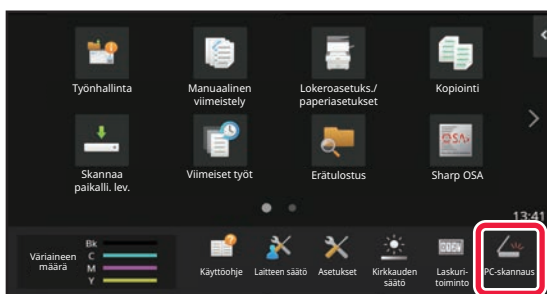 Työnhallinta
Manuaalinen
viimeistely
Lokeroasetuks./
paperiasetukset
Kopiointi
Skannaa
paikalli. lev.
Viimeiset työt
Erätulostus
Sharp OSA
13:41
Väriaineen
määrä
Bk
C
M
Y
Käyttöohje
Laitteen säätö
Asetukset
Kirkkauden
säätö
Laskuri-
toiminto
PC-skannaus